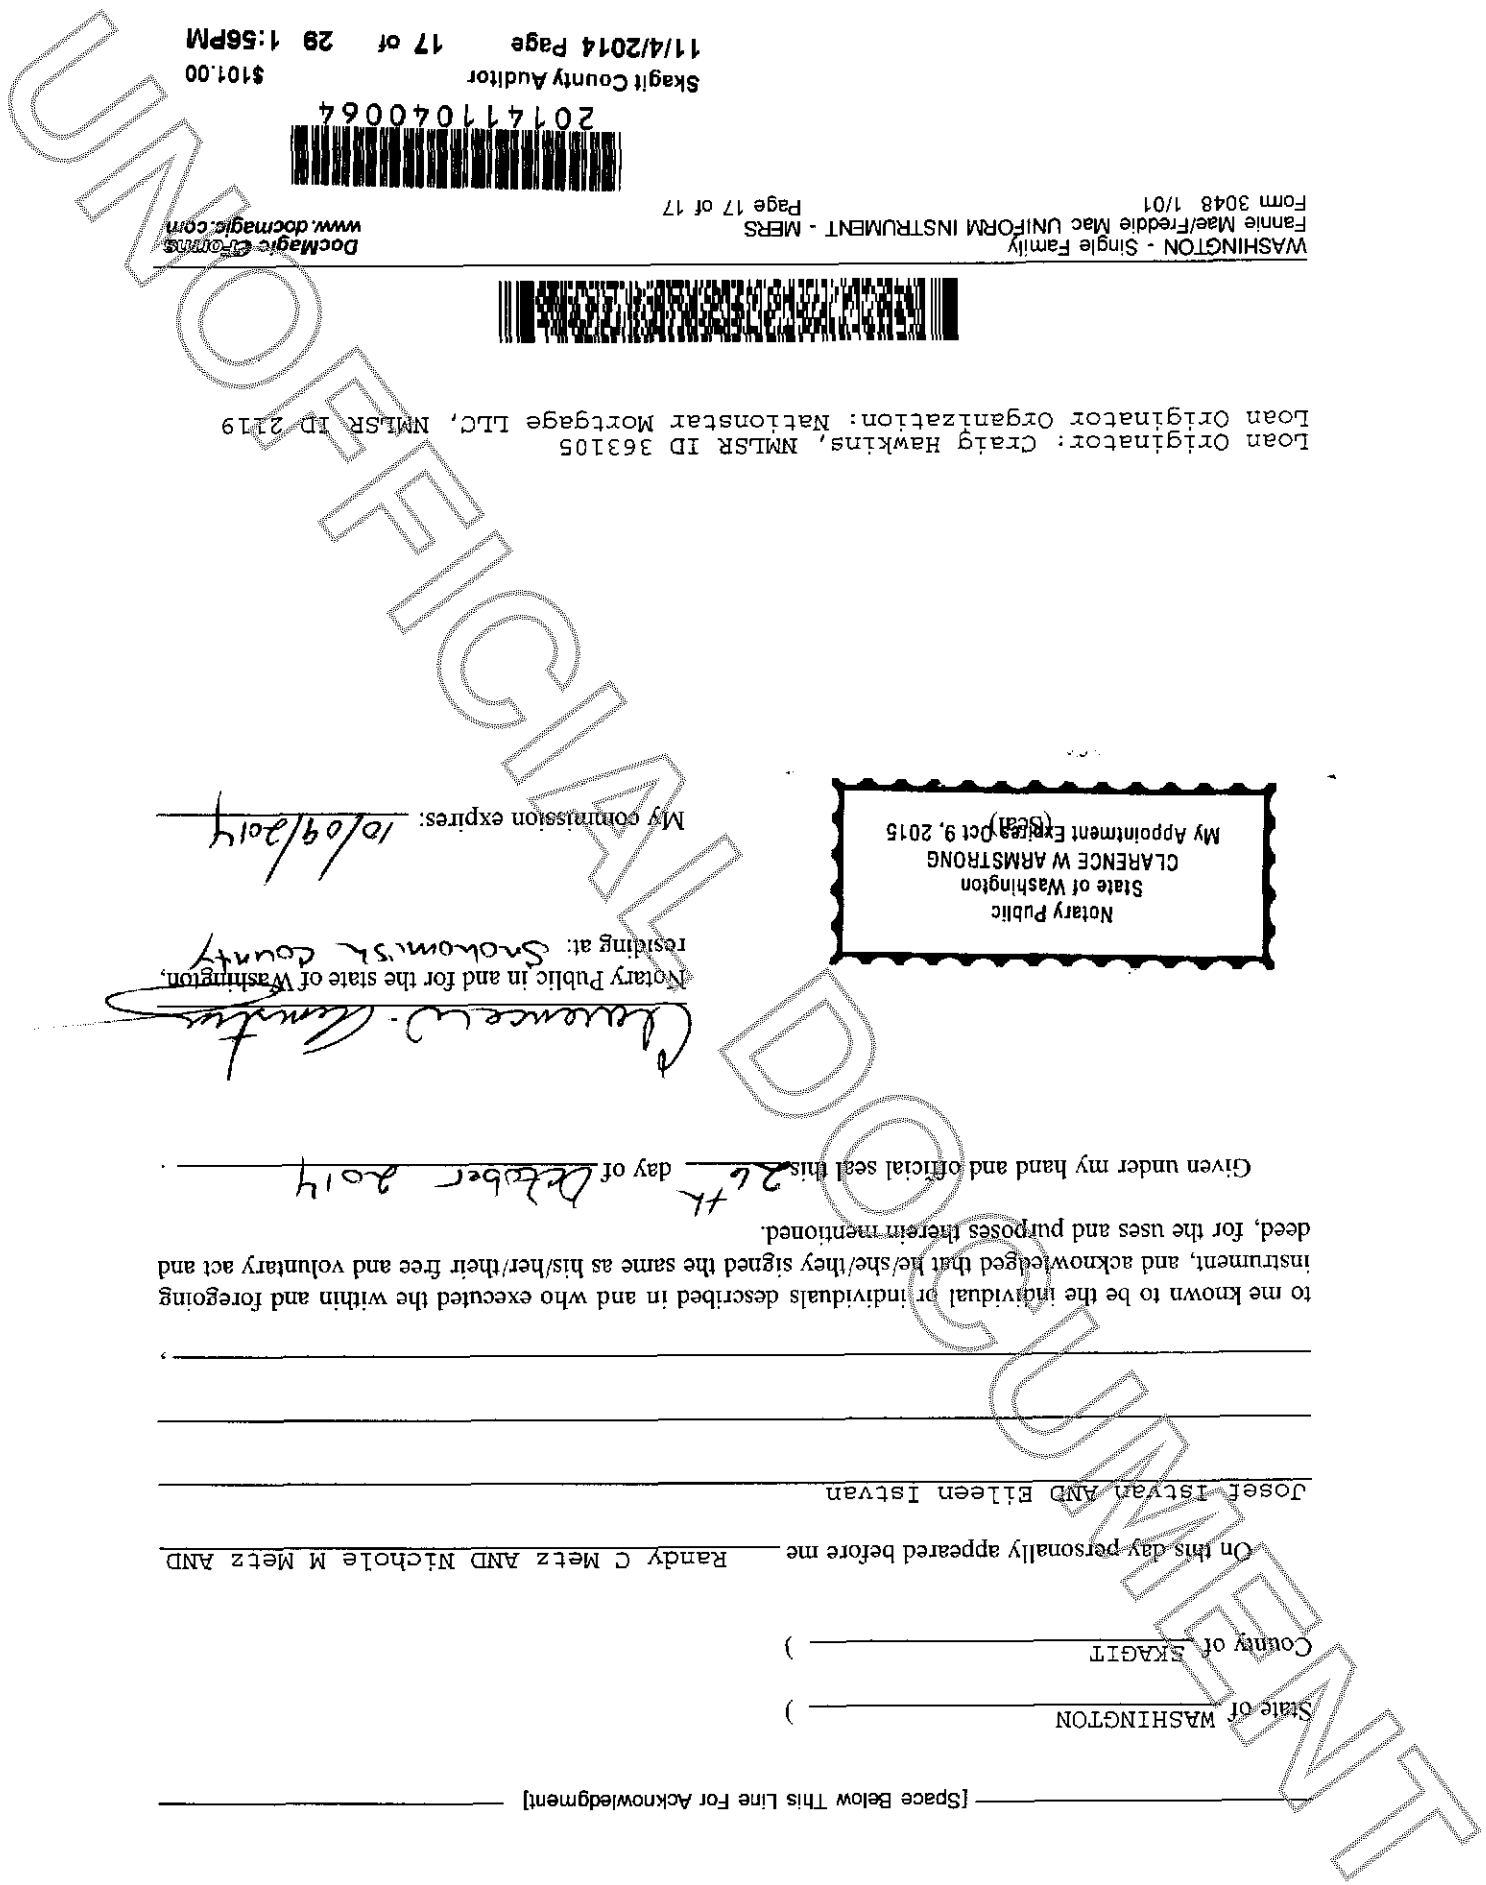 [Space Below This Line For Acknowledgment]
State of WASHINGTON )
County of SKAGIT )
On this day personally appeared before me Randy C Metz AND Nichole M Metz AND
Josef Istvan AND Eileen Istvan
,
to me known to be the individual or individuals described in and who executed the within and foregoing
instrument, and acknowledged that he/she/they signed the same as his/her/their free and voluntary act and
deed, for the uses and purposes therein mentioned.
Given under my hand and official seal this 26th day of October 2014 .
Clarence W. Armstrong
Notary Public in and for the state of Washington,
residing at: Snohomish County
Notary Public
State of Washington
CLARENCE W ARMSTRONG
My Appointment Expires Oct 9, 2015
(Seal)
My commission expires: 10/09/2014
Loan Originator: Craig Hawkins, NMLSR ID 363105
Loan Originator Organization: Nationstar Mortgage LLC, NMLSR ID 2119
WASHINGTON - Single Family
Fannie Mae/Freddie Mac UNIFORM INSTRUMENT - MERS
Form 3048 1/01
Page 17 of 17
DocMagic eForms
www.docmagic.com
201411040064
Skagit County Auditor $101.00
11/4/2014 Page 17 of 29 1:56PM
UNOFFICIAL DOCUMENT